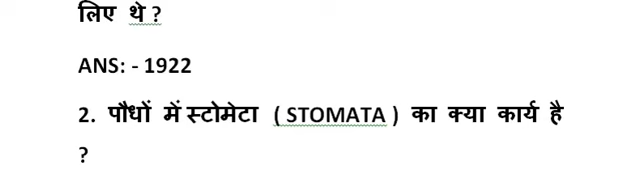 लिए थे ?
ANS: - 1922
2. पौधों में स्टोमेटा ( STOMATA ) का क्या कार्य है
?